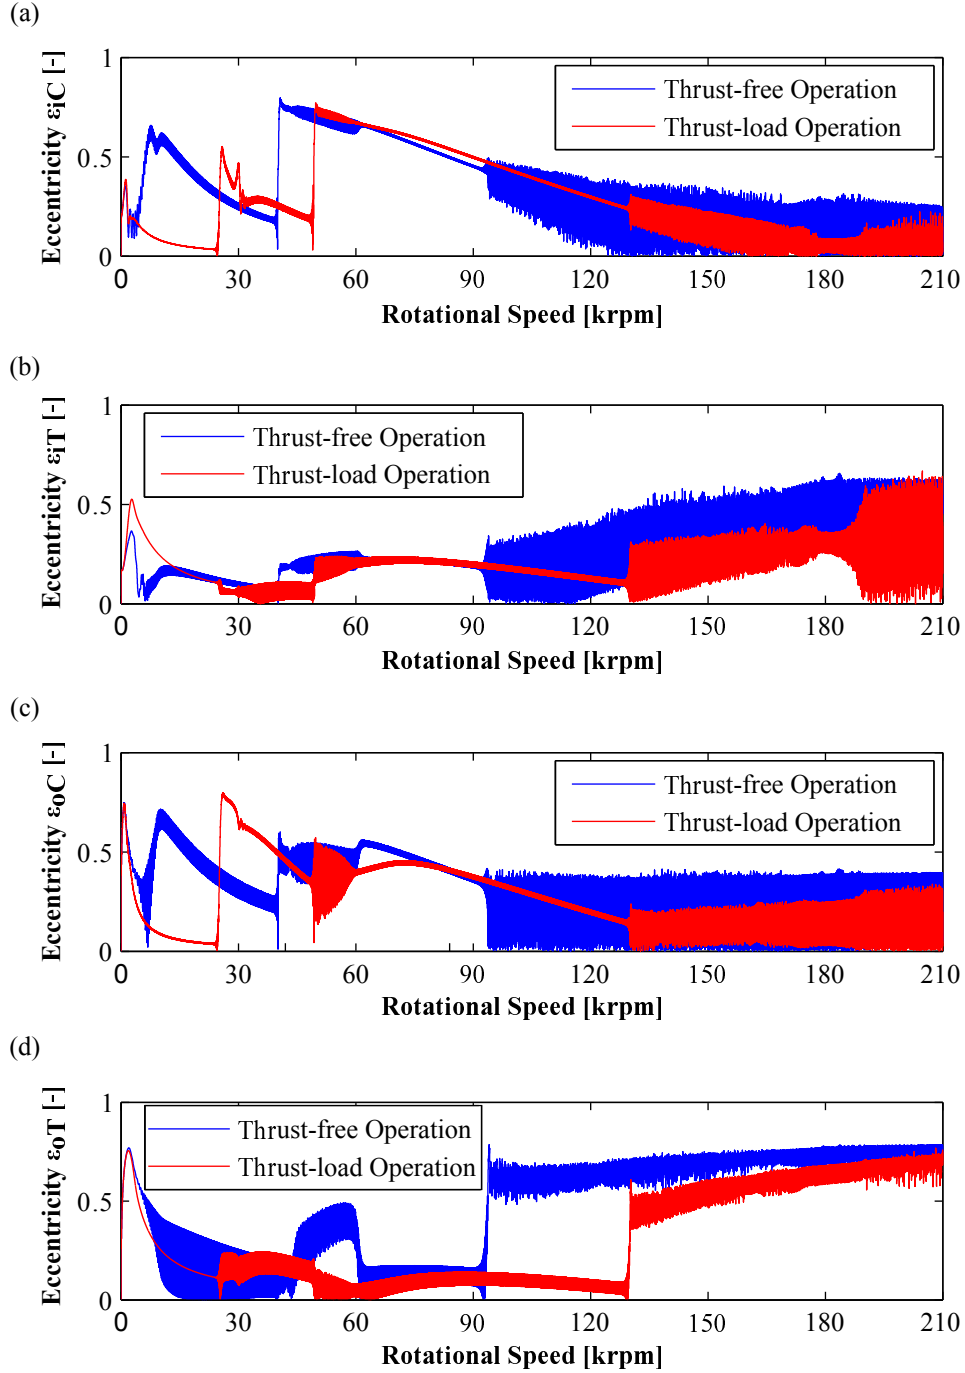 (a)
Eccentricity εiC [-]
1
0.5
0
Thrust-free Operation
Thrust-load Operation
0 30 60 90 120 150 180 210
Rotational Speed [krpm]
(b)
Eccentricity εiT [-]
1
0.5
0
Thrust-free Operation
Thrust-load Operation
0 30 60 90 120 150 180 210
Rotational Speed [krpm]
(c)
Eccentricity εoC [-]
1
0.5
0
Thrust-free Operation
Thrust-load Operation
0 30 60 90 120 150 180 210
Rotational Speed [krpm]
(d)
Eccentricity εoT [-]
1
0.5
0
Thrust-free Operation
Thrust-load Operation
0 30 60 90 120 150 180 210
Rotational Speed [krpm]